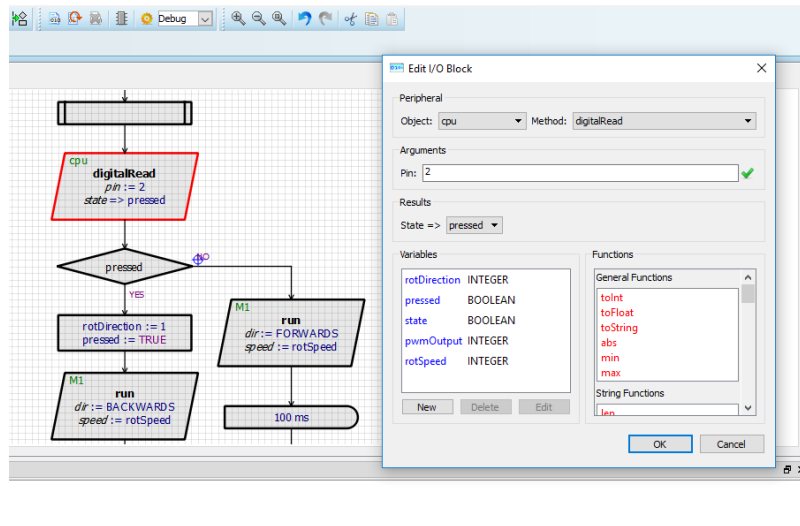 Debug
cpu
digitalRead
pin := 2
state => pressed
pressed
NO
YES
rotDirection := 1
pressed := TRUE
M1
run
dir := BACKWARDS
speed := rotSpeed
M1
run
dir := FORWARDS
speed := rotSpeed
100 ms
Edit I/O Block
Peripheral
Object: cpu Method: digitalRead
Arguments
Pin: 2
Results
State => pressed
Variables
rotDirection INTEGER
pressed BOOLEAN
state BOOLEAN
pwmOutput INTEGER
rotSpeed INTEGER
New Delete Edit
Functions
General Functions
toInt
toFloat
toString
abs
min
max
String Functions
len
OK Cancel